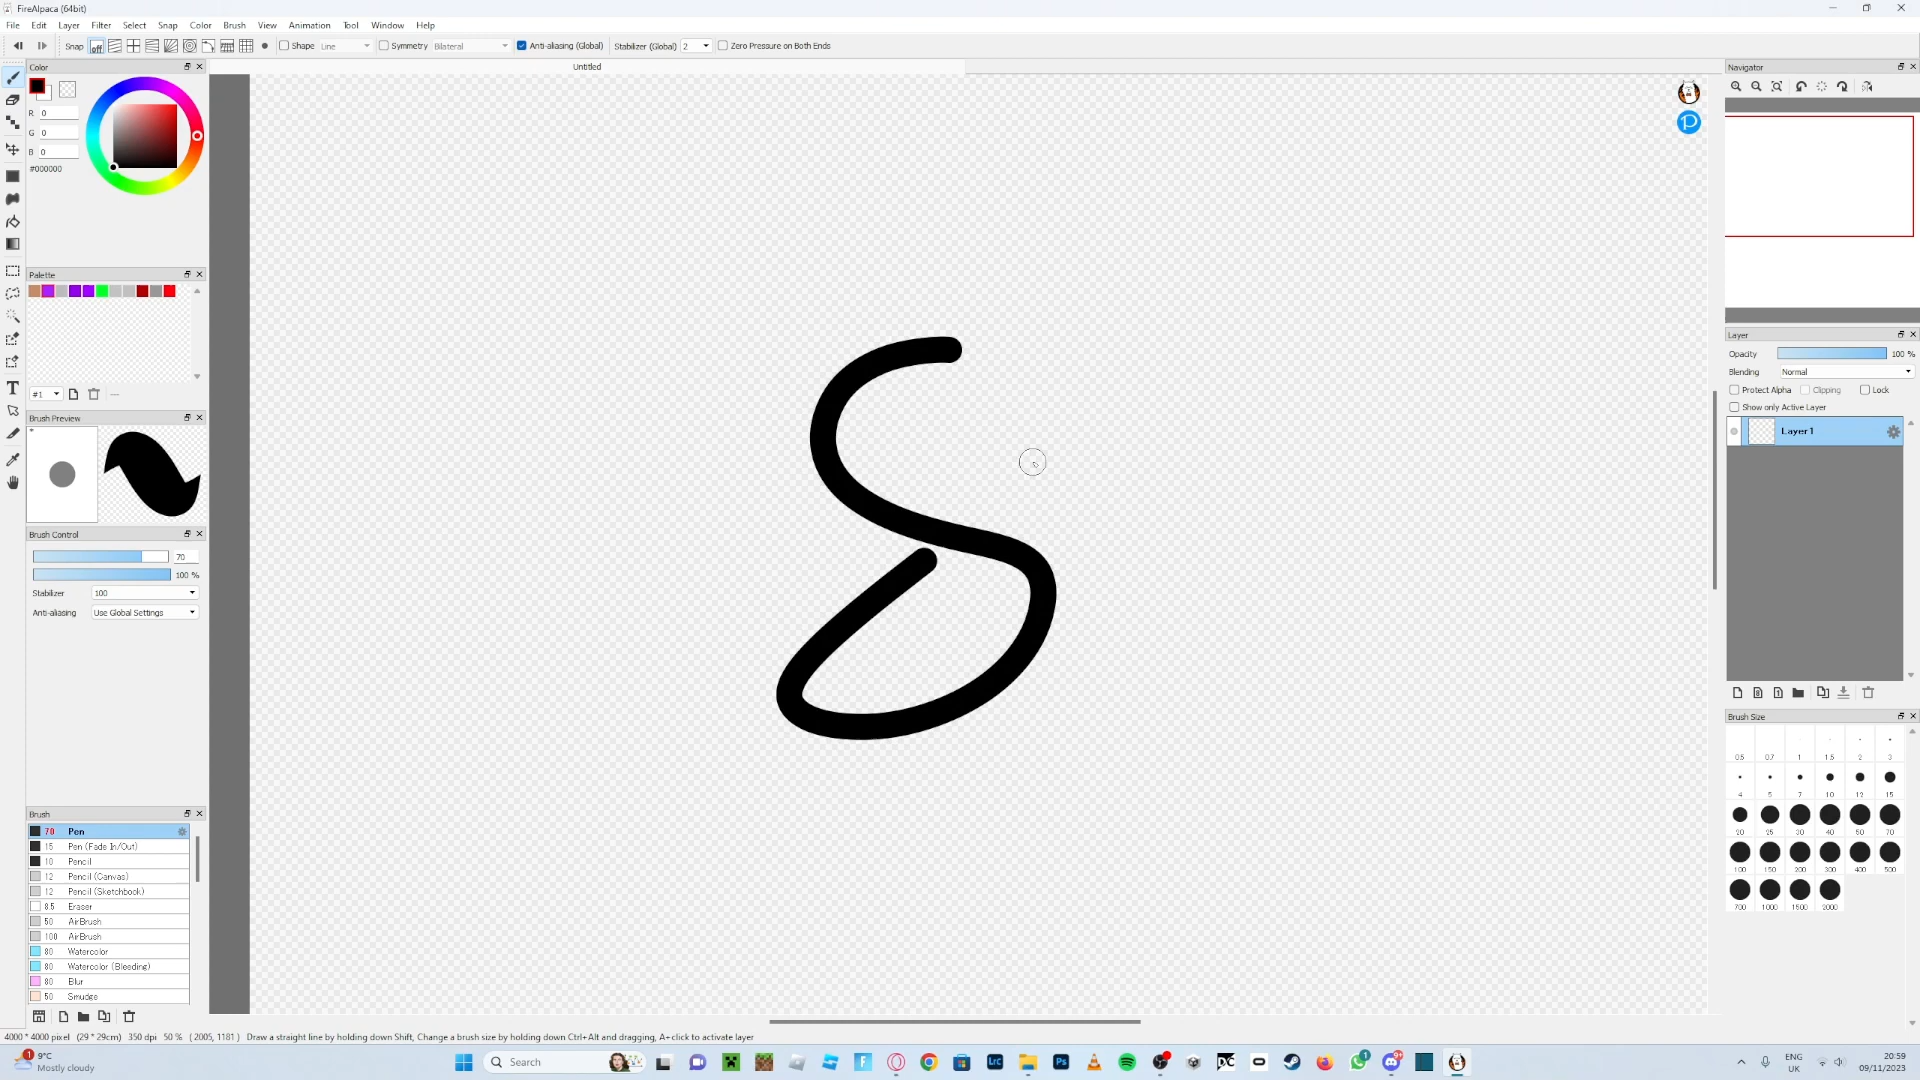 FireAlpaca (64bit)
File Edit Layer Filter Select Snap Color Brush View Animation Tool Window Help
Snap off Shape Line Symmetry Bilateral Anti-aliasing (Global) Stabilizer (Global) 2 Zero Pressure on Both Ends
Color
Untitled
Navigator
R 0
G 0
B 0
#000000
Palette
#1
Brush Preview
Brush Control
70
100 %
Stabilizer 100
Anti-aliasing Use Global Settings
Brush
70 Pen
15 Pen (Fade In/Out)
10 Pencil
12 Pencil (Canvas)
12 Pencil (Sketchbook)
8.5 Eraser
50 AirBrush
100 AirBrush
80 Watercolor
80 Watercolor (Bleeding)
80 Blur
50 Smudge
Layer
Opacity 100 %
Blending Normal
Protect Alpha Clipping Lock
Show only Active Layer
Layer1
Brush Size
0.5 0.7 1 1.5 2 3
4 5 7 10 12 15
20 25 30 40 50 70
100 150 200 300 400 500
700 1000 1500 2000
4000 * 4000 pixel (29 * 29cm) 350 dpi 50 % ( 2005, 1181 ) Draw a straight line by holding down Shift, Change a brush size by holding down Ctrl+Alt and dragging, A+click to activate layer
1 9°C
Mostly cloudy
Search
F
LrC
Ps
DC
1
9+
ENG
UK
20:59
09/11/2023